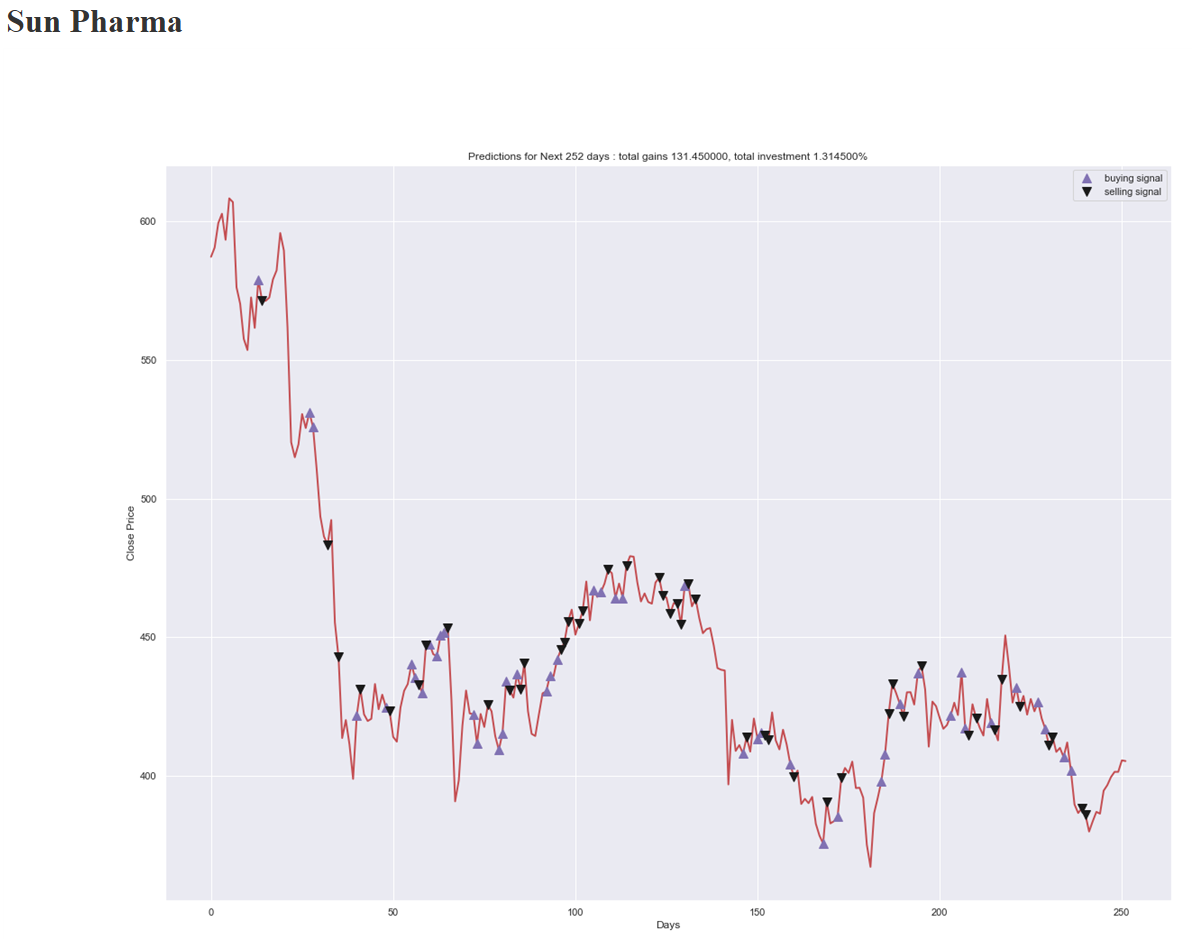 Sun Pharma
Predictions for Next 252 days : total gains 131.450000, total investment 1.314500%
buying signal
selling signal
600
550
500
450
400
Close Price
0 50 100 150 200 250
Days